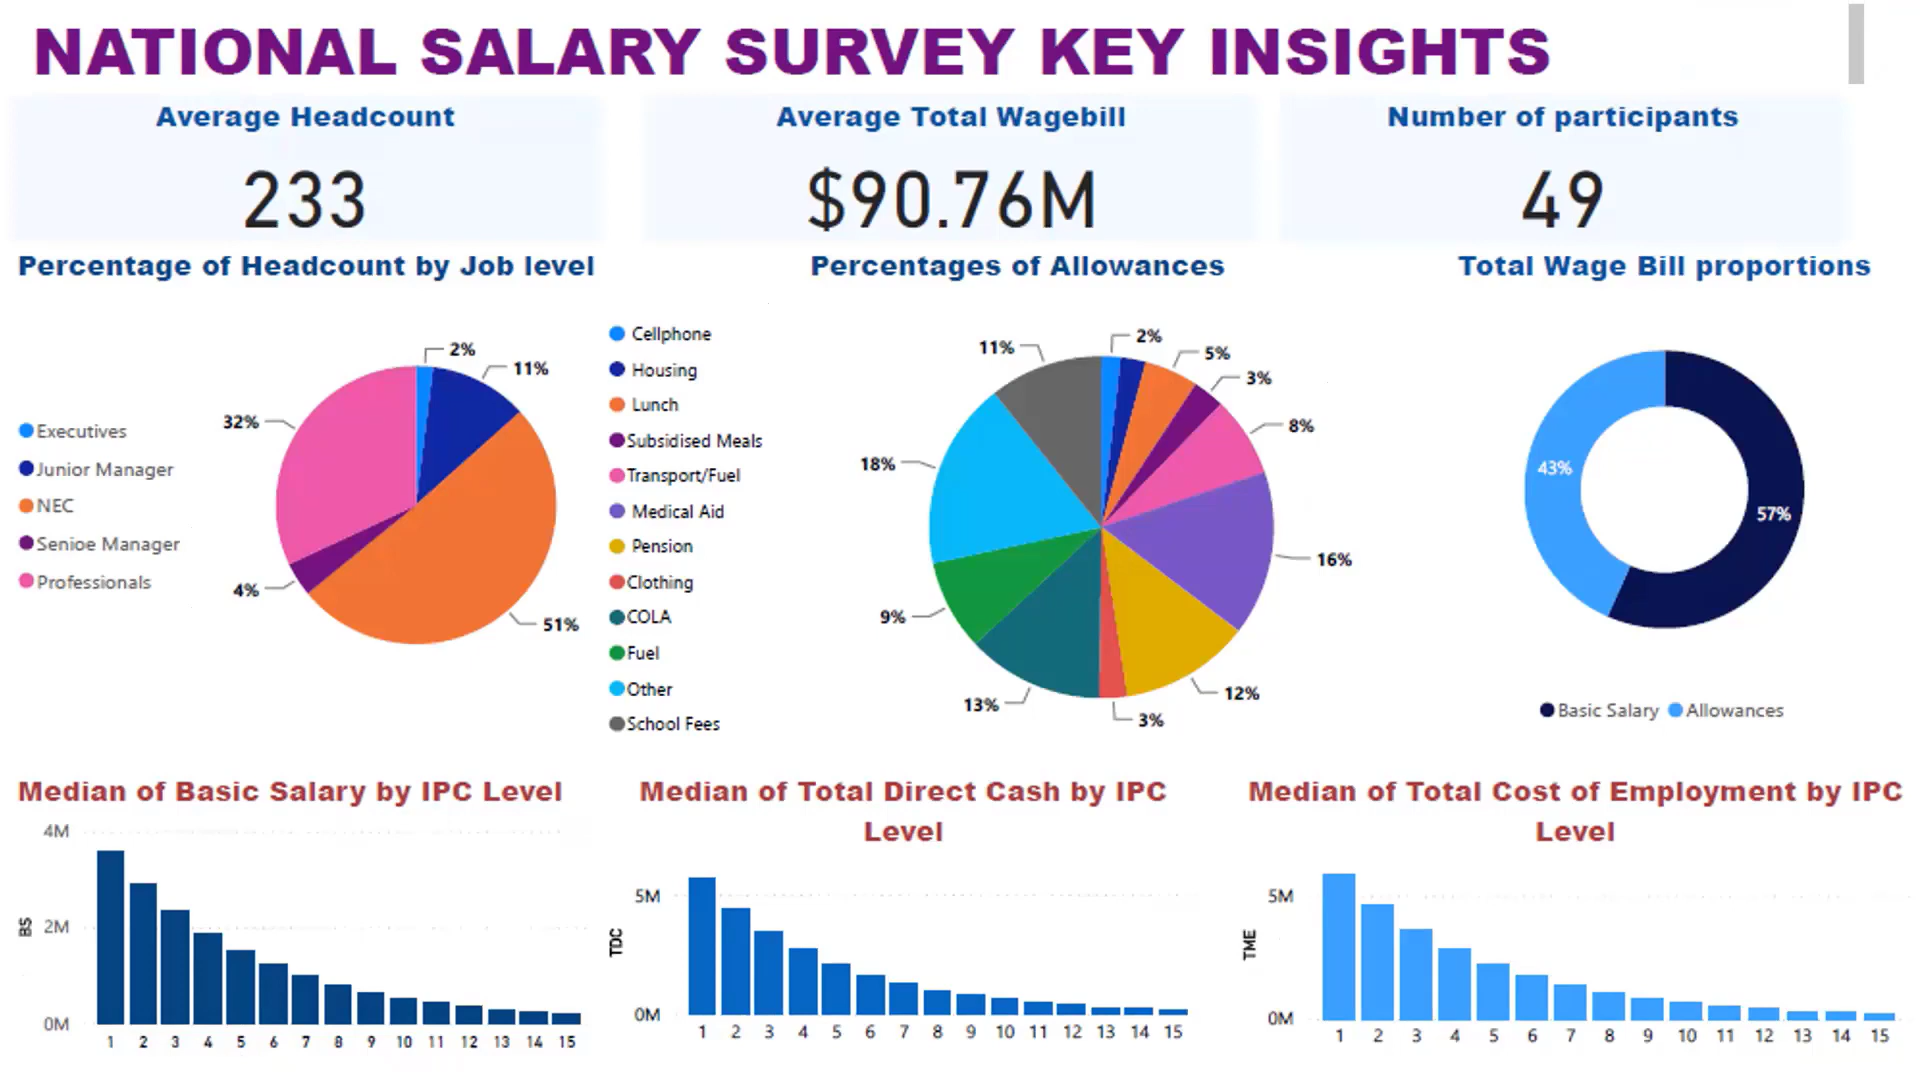 NATIONAL SALARY SURVEY KEY INSIGHTS
Average Headcount
233
Average Total Wagebill
$90.76M
Number of participants
49
Percentage of Headcount by Job level
Executives
Junior Manager
NEC
Senioe Manager
Professionals
2%
11%
32%
4%
51%
Percentages of Allowances
Cellphone
Housing
Lunch
Subsidised Meals
Transport/Fuel
Medical Aid
Pension
Clothing
COLA
Fuel
Other
School Fees
11%
2%
5%
3%
8%
18%
16%
9%
12%
13%
3%
Total Wage Bill proportions
43%
57%
Basic Salary Allowances
Median of Basic Salary by IPC Level
4M
2M
0M
BS
1 2 3 4 5 6 7 8 9 10 11 12 13 14 15
Median of Total Direct Cash by IPC
Level
5M
0M
TDC
1 2 3 4 5 6 7 8 9 10 11 12 13 14 15
Median of Total Cost of Employment by IPC
Level
5M
0M
TME
1 2 3 4 5 6 7 8 9 10 11 12 13 14 15